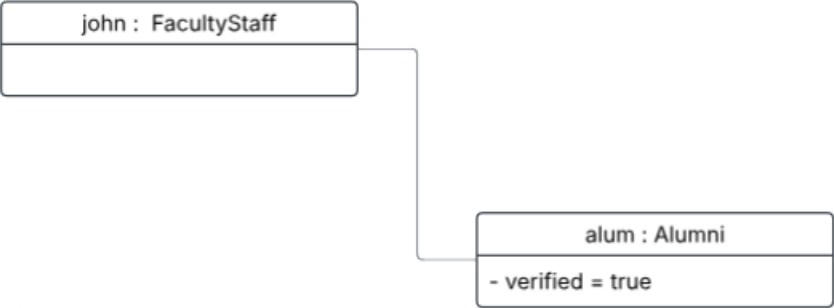 john : FacultyStaff
alum : Alumni
- verified = true